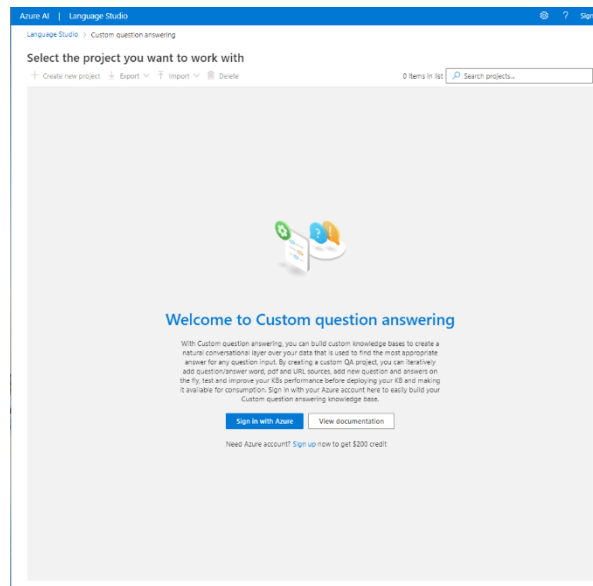 Azure AI | Language Studio ? Sign
Language Studio > Custom question answering
Select the project you want to work with
+ Create new project Export Import Delete 0 items in list Search projects...
Welcome to Custom question answering
With Custom question answering, you can build custom knowledge bases to create a
natural conversational layer over your data that is used to find the most appropriate
answer for any question input. By creating a custom QA project, you can iteratively
add question/answer word, pdf and URL sources, add new question and answers on
the fly, test and improve your KBs performance before deploying your KB and making
it available for consumption. Sign in with your Azure account here to easily build your
Custom question answering knowledge base.
Sign in with Azure View documentation
Need Azure account? Sign up now to get $200 credit